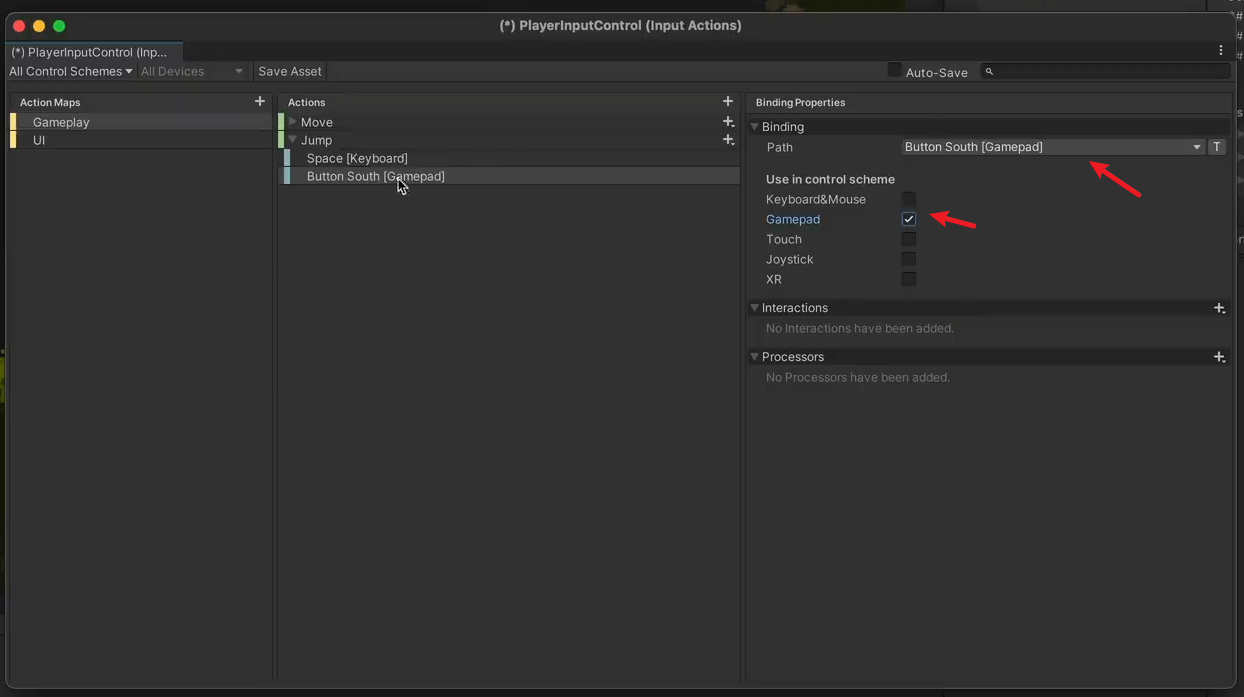 (*) PlayerInputControl (Input Actions)
(*) PlayerInputControl (Inp...
All Control Schemes
All Devices
Save Asset
Auto-Save
Action Maps
Gameplay
UI
Actions
Move
Jump
Space [Keyboard]
Button South [Gamepad]
Binding Properties
Binding
Path
Button South [Gamepad]
T
Use in control scheme
Keyboard&Mouse
Gamepad
Touch
Joystick
XR
Interactions
No Interactions have been added.
Processors
No Processors have been added.